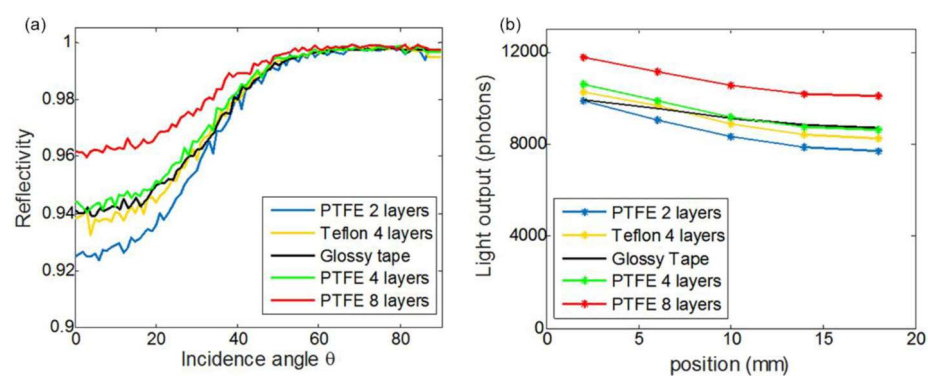 (a)
1
0.98
0.96
0.94
0.92
0.9
Reflectivity
PTFE 2 layers
Teflon 4 layers
Glossy tape
PTFE 4 layers
PTFE 8 layers
0
20
40
60
80
Incidence angle θ
(b)
12000
8000
4000
0
Light output (photons)
PTFE 2 layers
Teflon 4 layers
Glossy Tape
PTFE 4 layers
PTFE 8 layers
0
5
10
15
20
position (mm)